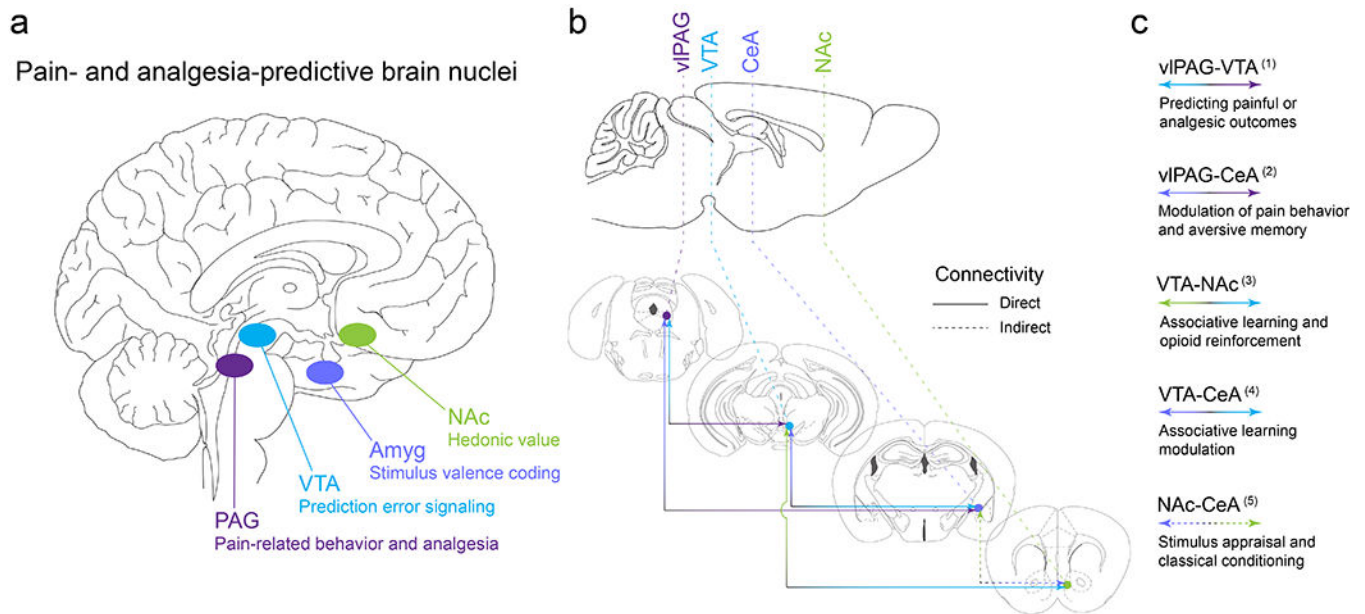 a
Pain- and analgesia-predictive brain nuclei
NAc
Hedonic value
Amyg
Stimulus valence coding
VTA
Prediction error signaling
PAG
Pain-related behavior and analgesia
b
vlPAG
VTA
CeA
NAc
Connectivity
Direct
Indirect
c
vlPAG-VTA (1)
Predicting painful or
analgesic outcomes
vlPAG-CeA (2)
Modulation of pain behavior
and aversive memory
VTA-NAc (3)
Associative learning and
opioid reinforcement
VTA-CeA (4)
Associative learning
modulation
NAc-CeA (5)
Stimulus appraisal and
classical conditioning